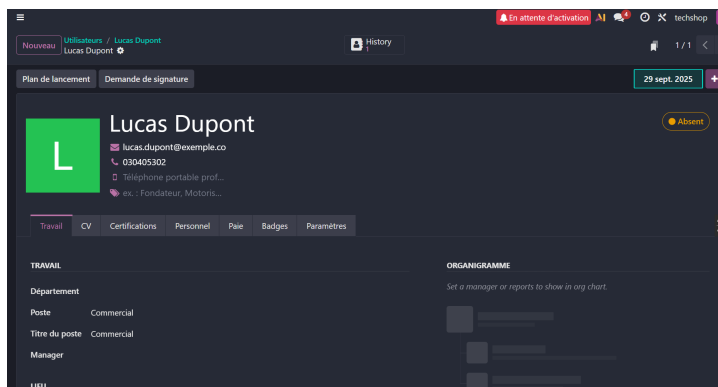 En attente d'activation 4 techshop
Nouveau Utilisateurs / Lucas Dupont
Lucas Dupont
History
1
1 / 1
Plan de lancement Demande de signature 29 sept. 2025
L
Lucas Dupont
Absent
lucas.dupont@exemple.co
030405302
Téléphone portable prof...
ex. : Fondateur, Motoris...
Travail CV Certifications Personnel Paie Badges Paramètres
TRAVAIL
ORGANIGRAMME
Département
Set a manager or reports to show in org chart.
Poste Commercial
Titre du poste Commercial
Manager
LIEU